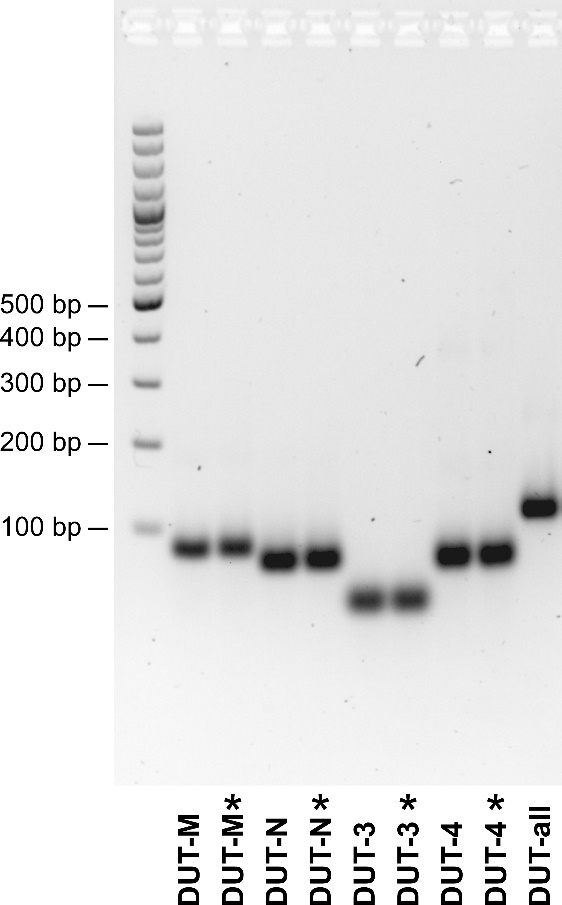 500 bp
400 bp
300 bp
200 bp
100 bp
DUT-M
DUT-M*
DUT-N
DUT-N*
DUT-3
DUT-3*
DUT-4
DUT-4*
DUT-all